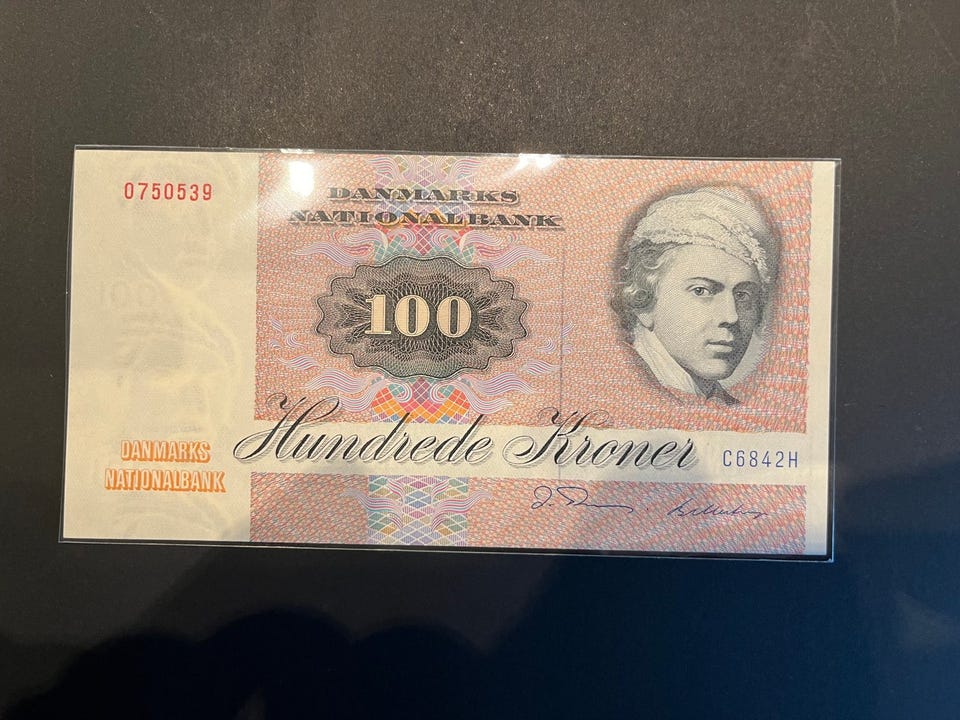 0750539
DANMARKS
NATIONALBANK
100
Hundrede Kroner
C6842H
DANMARKS
NATIONALBANK